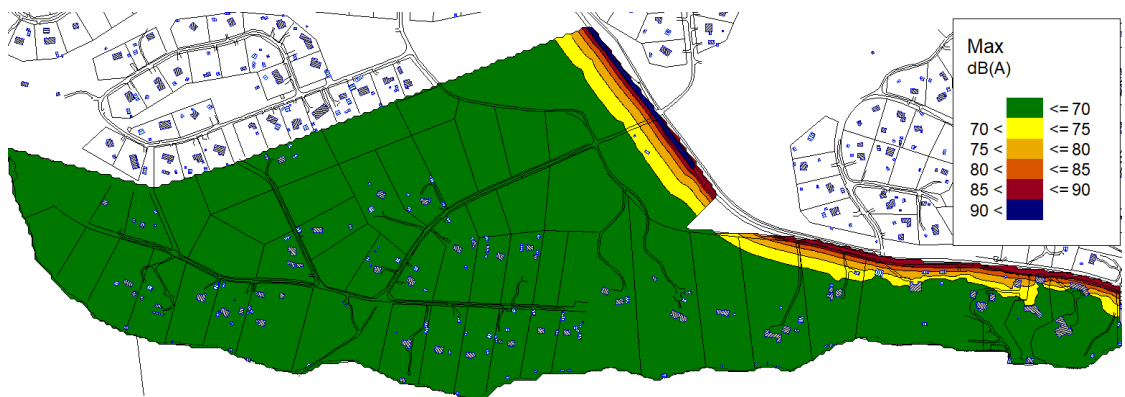 Max
dB(A)
<= 70
70 < <= 75
75 < <= 80
80 < <= 85
85 < <= 90
90 <